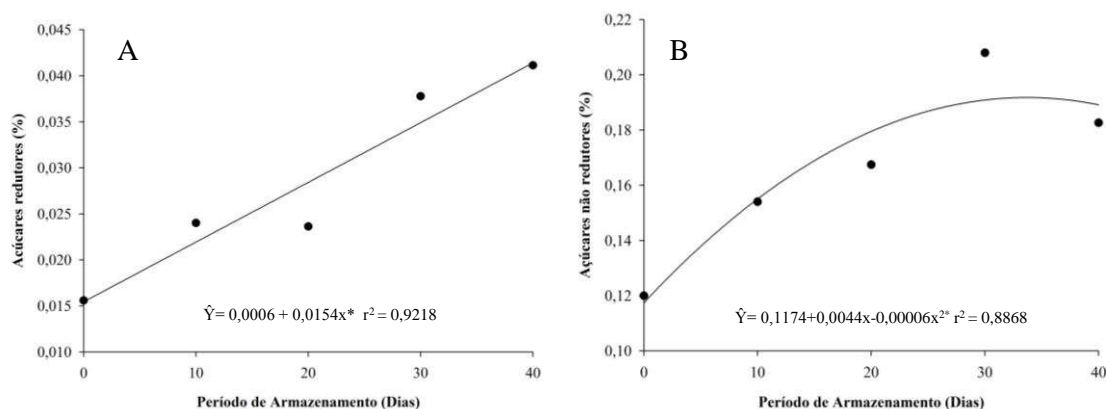 A
Acúcares redutores (%)
0,045
0,040
0,035
0,030
0,025
0,020
0,015
0,010
Ŷ= 0,0006 + 0,0154x* r² = 0,9218
0 10 20 30 40
Período de Armazenamento (Dias)
B
Açúcares não redutores (%)
0,22
0,20
0,18
0,16
0,14
0,12
0,10
Ŷ= 0,1174+0,0044x-0,00006x²* r² = 0,8868
0 10 20 30 40
Período de Armazenamento (Dias)